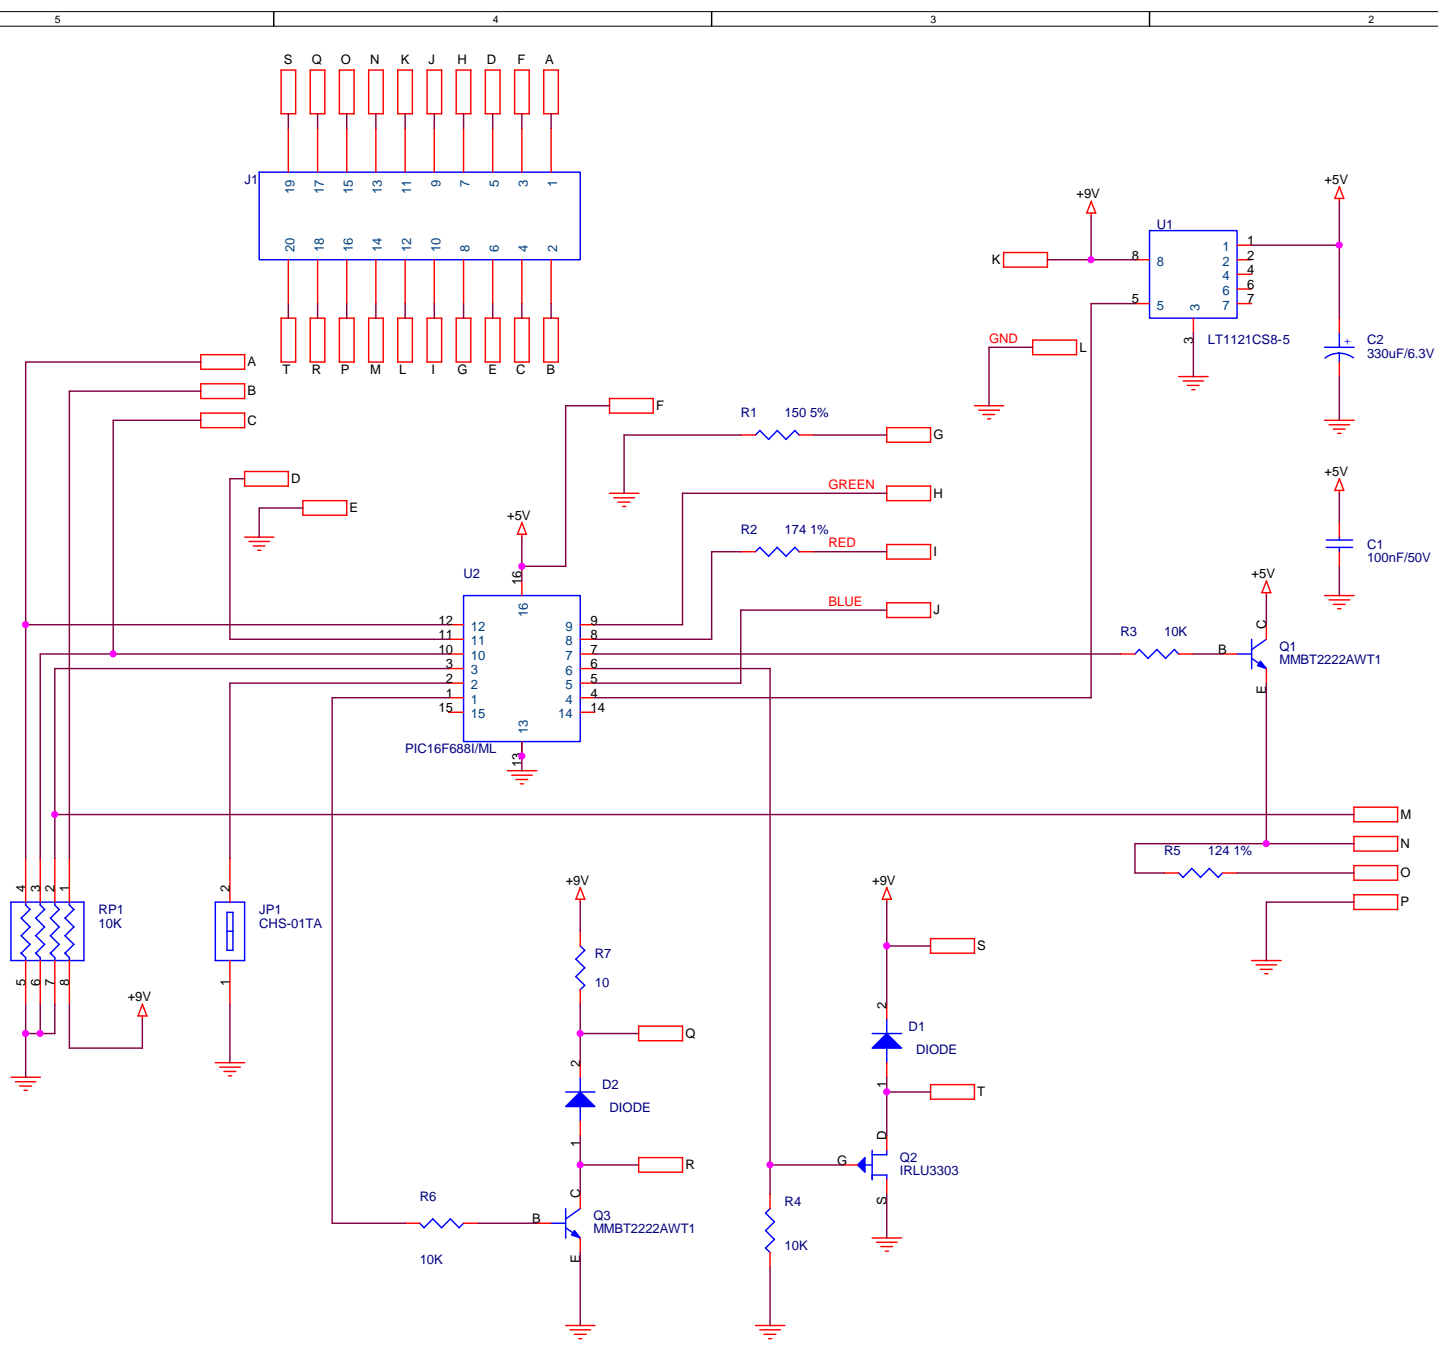 5 4 3 2
S Q O N K J H D F A
J1
19 17 15 13 11 9 7 5 3 1
20 18 16 14 12 10 8 6 4 2
T R P M L I G E C B
A
B
C
D
E
F
+9V
+5V
K
U1
8 8 1 1
2 2
4 4
5 5 6 6
7 7
3
3
LT1121CS8-5
GND
L
C2
+
330uF/6.3V
R1 150 5%
G
GREEN
H
R2 174 1%
RED
I
BLUE
J
+5V
C1
100nF/50V
+5V
16
U2
16
12 12 9 9
11 11 8 8
10 10 7 7
3 3 6 6
2 2 5 5
1 1 4 4
15 15 14 14
13
13
PIC16F688I/ML
+5V
C
R3 10K
B
Q1
MMBT2222AWT1
E
M
N
R5 124 1%
O
P
4 3 2 1
RP1
10K
5 6 7 8
+9V
2
JP1
CHS-01TA
1
+9V
R7
10
Q
2
D2
DIODE
1
R
C
R6
B
Q3
MMBT2222AWT1
10K
E
+9V
S
2
D1
DIODE
1
T
D
G
Q2
IRLU3303
S
R4
10K